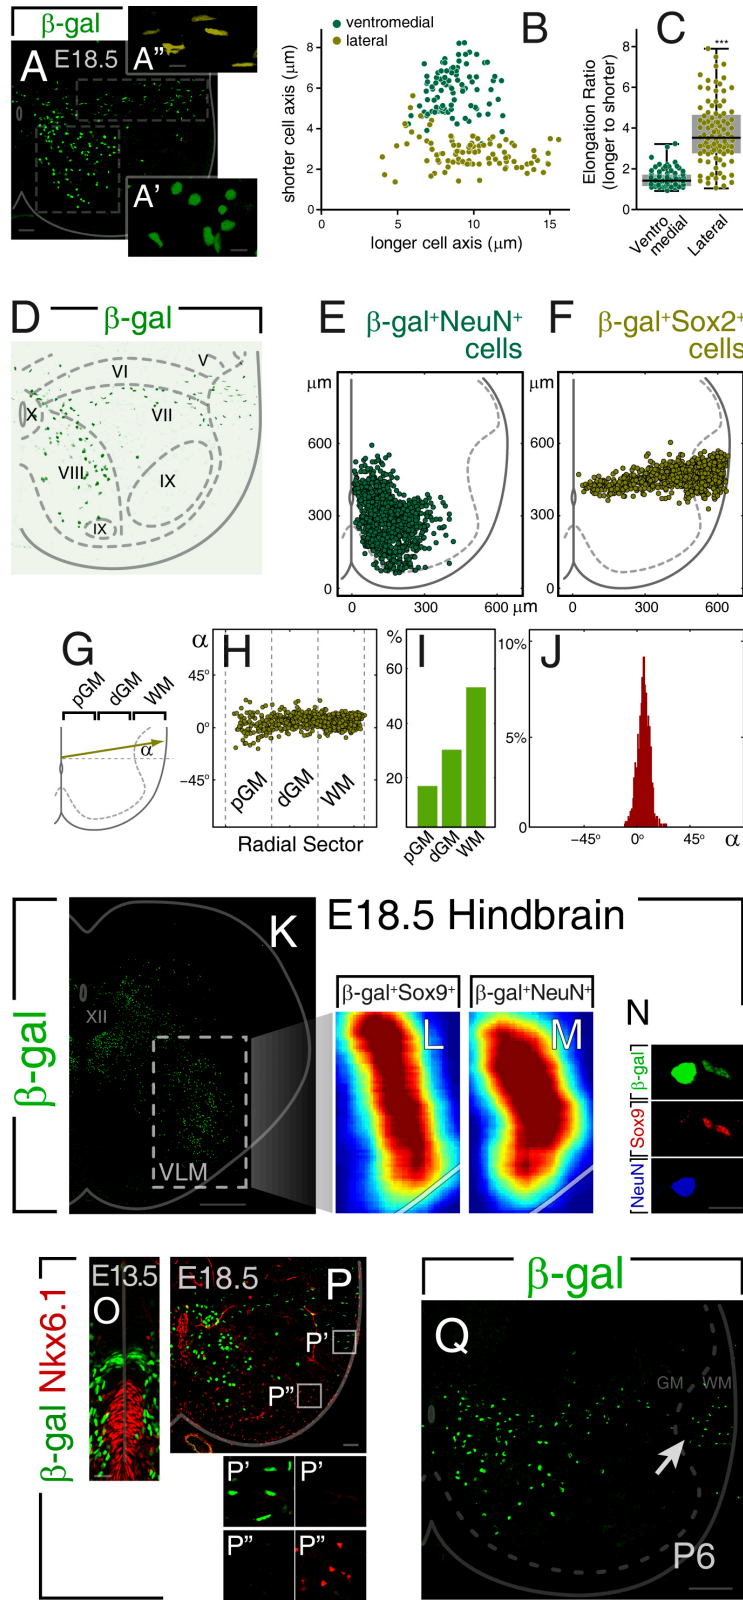 β-gal
A
E18.5
A"
A'
ventromedial
lateral
B
shorter cell axis (μm)
8
6
4
2
0
0
5
10
15
longer cell axis (μm)
C
Elongation Ratio
(longer to shorter)
8
6
4
2
0
***
Ventro
medial
Lateral
D
β-gal
V
VI
X
VII
VIII
IX
IX
E
β-gal⁺NeuN⁺
cells
μm
600
300
0
0
300
600
μm
F
β-gal⁺Sox2⁺
cells
μm
600
300
0
0
300
600
G
pGM
dGM
WM
α
H
α
45°
0°
−45°
pGM
dGM
WM
Radial Sector
I
%
60
40
20
pGM
dGM
WM
J
10%
5%
0
−45°
0°
45°
α
E18.5 Hindbrain
β-gal
K
XII
VLM
β-gal⁺Sox9⁺
L
β-gal⁺NeuN⁺
M
N
β-gal
Sox9
NeuN
β-gal Nkx6.1
E13.5
O
E18.5
P
P'
P"
P'
P'
P"
P"
β-gal
Q
GM
WM
P6